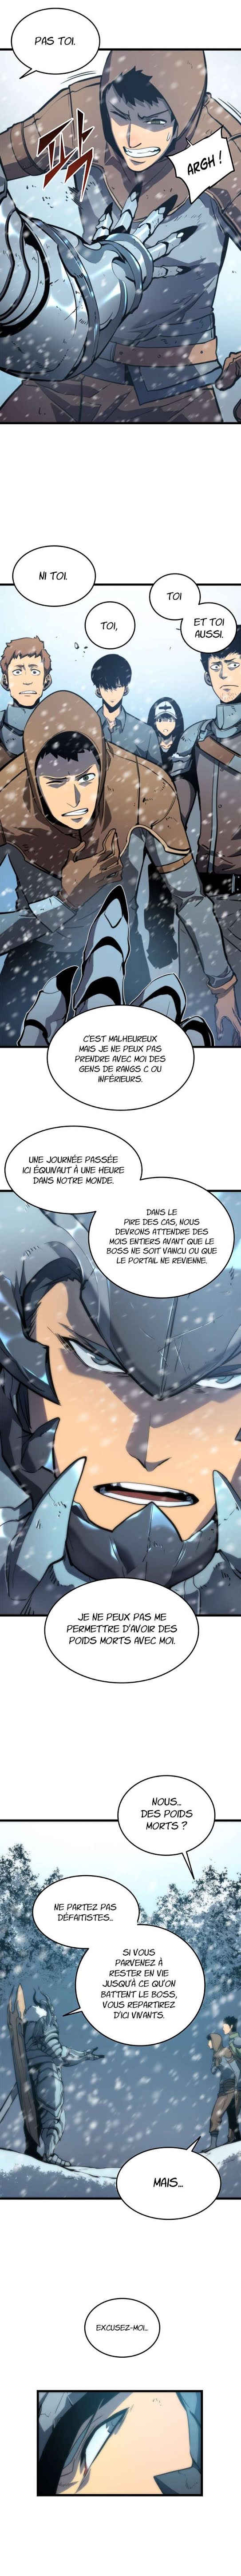 PAS TOI.
ARGH !
NI TOI.
TOI,
TOI
ET TOI
AUSSI.
C'EST MALHEUREUX
MAIS JE NE PEUX PAS
PRENDRE AVEC MOI DES
GENS DE RANGS C OU
INFÉRIEURS.
UNE JOURNÉE PASSÉE
ICI ÉQUIVAUT À UNE HEURE
DANS NOTRE MONDE.
DANS LE
PIRE DES CAS, NOUS
DEVRONS ATTENDRE DES
MOIS ENTIERS AVANT QUE LE
BOSS NE SOIT VAINCU OU QUE
LE PORTAIL NE REVIENNE.
JE NE PEUX PAS ME
PERMETTRE D'AVOIR DES
POIDS MORTS AVEC MOI.
NOUS...
DES POIDS
MORTS ?
NE PARTEZ PAS
DÉFAITISTES...
SI VOUS
PARVENEZ À
RESTER EN VIE
JUSQU'À CE QU'ON
BATTENT LE BOSS,
VOUS REPARTIREZ
D'ICI VIVANTS.
MAIS...
EXCUSEZ-MOI...